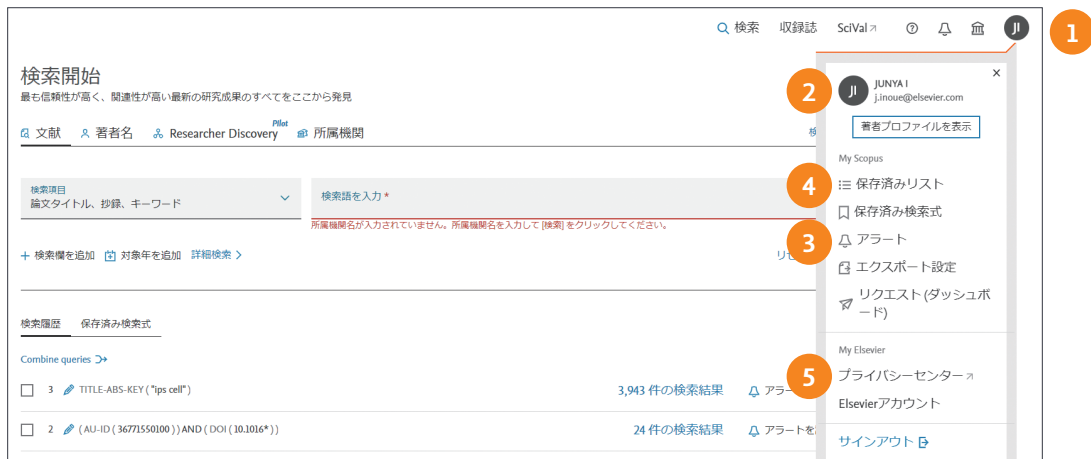 検索 収録誌 SciVal JI 1
検索開始
最も信頼性が高く、関連性が高い最新の研究成果のすべてをここから発見
2 JI JUNYA I
j.inoue@elsevier.com
著者プロファイルを表示
文献 著者名 Researcher Discovery Pilot 所属機関 検
My Scopus
検索項目
論文タイトル、抄録、キーワード
検索語を入力 *
4 保存済みリスト
保存済み検索式
所属機関名が入力されていません。所属機関名を入力して [検索] をクリックしてください。
3 アラート
+ 検索欄を追加 対象年を追加 詳細検索 リセ
エクスポート設定
リクエスト (ダッシュボ
ード)
検索履歴 保存済み検索式
My Elsevier
Combine queries
5 プライバシーセンター
3 TITLE-ABS-KEY ( "ips cell" ) 3,943 件の検索結果 アラー
Elsevierアカウント
2 ( AU-ID ( 36771550100 ) ) AND ( DOI ( 10.1016* ) ) 24 件の検索結果 アラートを
サインアウト